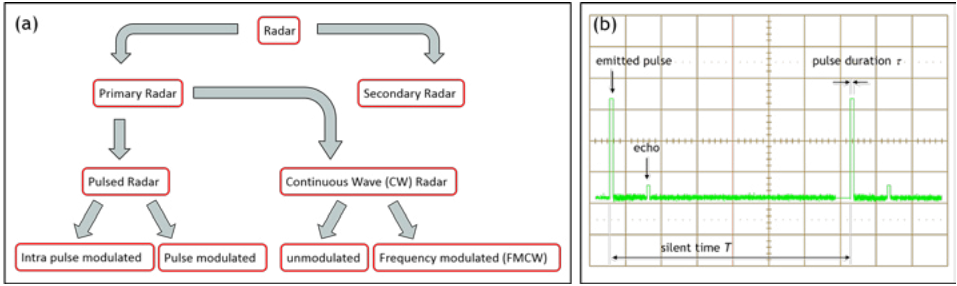 (a)
Radar
Primary Radar
Secondary Radar
Pulsed Radar
Continuous Wave (CW) Radar
Intra pulse modulated
Pulse modulated
unmodulated
Frequency modulated (FMCW)
(b)
emitted pulse
pulse duration τ
echo
silent time T